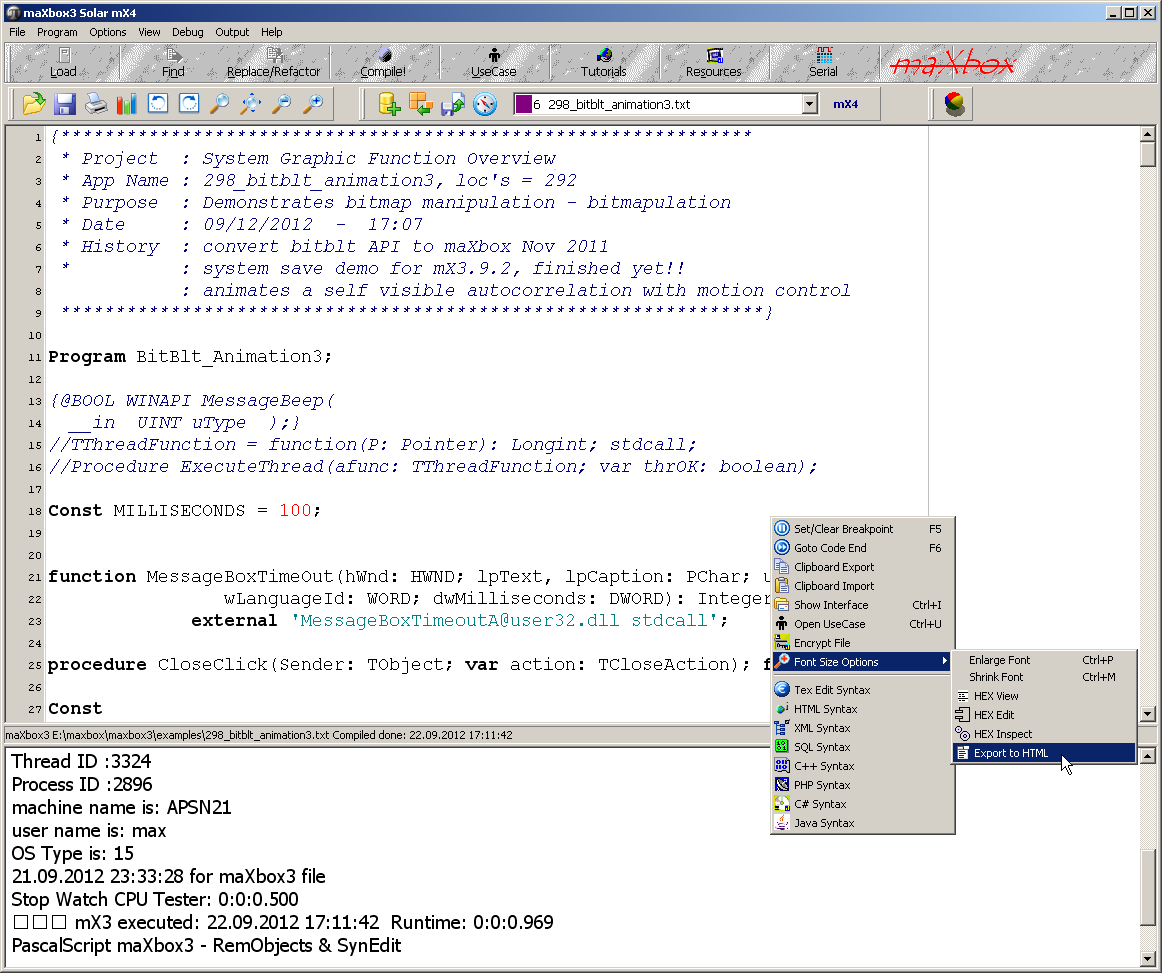 maXbox3 Solar mX4
File Program Options View Debug Output Help
Load Find Replace/Refactor Compile! UseCase Tutorials Resources Serial maXbox
6 298_bitblt_animation3.txt mX4
1 {****************************************************************
2 * Project : System Graphic Function Overview
3 * App Name : 298_bitblt_animation3, loc's = 292
4 * Purpose : Demonstrates bitmap manipulation - bitmapulation
5 * Date : 09/12/2012 - 17:07
6 * History : convert bitblt API to maXbox Nov 2011
7 * : system save demo for mX3.9.2, finished yet!!
8 : animates a self visible autocorrelation with motion control
9 *****************************************************************}
10
11 Program BitBlt_Animation3;
12
13 {@BOOL WINAPI MessageBeep(
14 __in UINT uType );}
15 //TThreadFunction = function(P: Pointer): Longint; stdcall;
16 //Procedure ExecuteThread(afunc: TThreadFunction; var thrOK: boolean);
17
18 Const MILLISECONDS = 100;
19
20
21 function MessageBoxTimeOut(hWnd: HWND; lpText, lpCaption: PChar; u
22 wLanguageId: WORD; dwMilliseconds: DWORD): Integer
23 external 'MessageBoxTimeoutA@user32.dll stdcall';
24
25 procedure CloseClick(Sender: TObject; var action: TCloseAction); f
26
27 Const
Set/Clear Breakpoint F5
Goto Code End F6
Clipboard Export
Clipboard Import
Show Interface Ctrl+I
Open UseCase Ctrl+U
Encrypt File
Font Size Options
Tex Edit Syntax
HTML Syntax
XML Syntax
SQL Syntax
C++ Syntax
PHP Syntax
C# Syntax
Java Syntax
Enlarge Font Ctrl+P
Shrink Font Ctrl+M
HEX View
HEX Edit
HEX Inspect
Export to HTML
maXbox3 E:\maxbox\maxbox3\examples\298_bitblt_animation3.txt Compiled done: 22.09.2012 17:11:42
Thread ID :3324
Process ID :2896
machine name is: APSN21
user name is: max
OS Type is: 15
21.09.2012 23:33:28 for maXbox3 file
Stop Watch CPU Tester: 0:0:0.500
□□□ mX3 executed: 22.09.2012 17:11:42 Runtime: 0:0:0.969
PascalScript maXbox3 - RemObjects & SynEdit